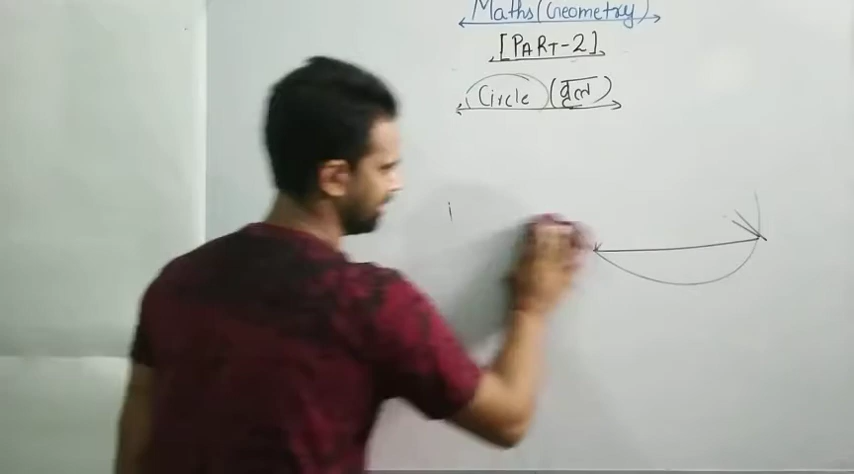 Maths (Geometry)
[PART-2]
Circle (वृत्त)